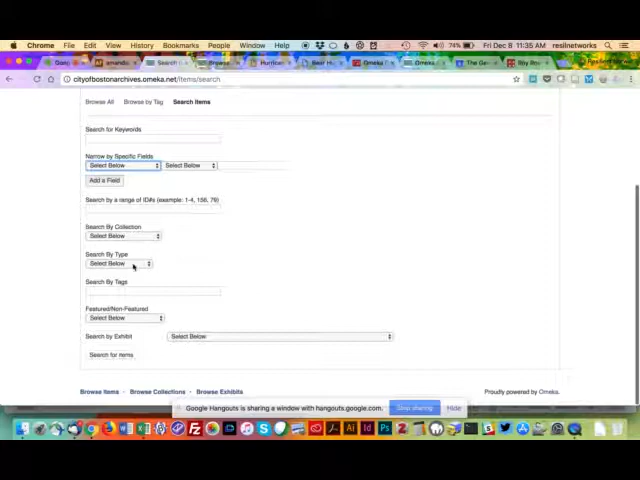 Chrome File Edit View History Bookmarks People Window Help 74% Fri Dec 8 11:35 AM resilnetworks
cityofbostonarchives.omeka.net/items/search
Browse All Browse by Tag Search Items
Search for Keywords
Narrow by Specific Fields
Select Below Select Below
Add a Field
Search by a range of ID#s (example: 1-4, 156, 79)
Search By Collection
Select Below
Search By Type
Select Below
Search By Tags
Featured/Non-Featured
Select Below
Search by Exhibit Select Below
Search for items
Browse Items Browse Collections Browse Exhibits Proudly powered by Omeka.
Google Hangouts is sharing a window with hangouts.google.com. Stop sharing Hide